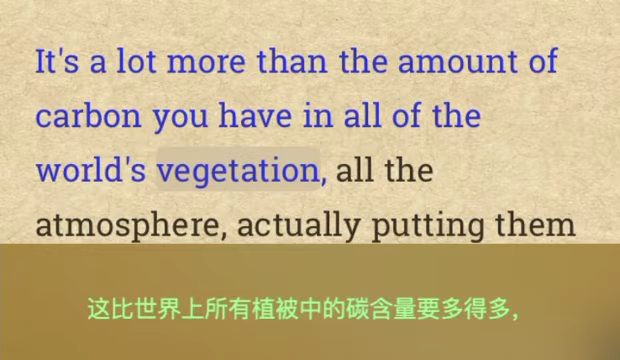 It's a lot more than the amount of
carbon you have in all of the
world's vegetation, all the
atmosphere, actually putting them
这比世界上所有植被中的碳含量要多得多，